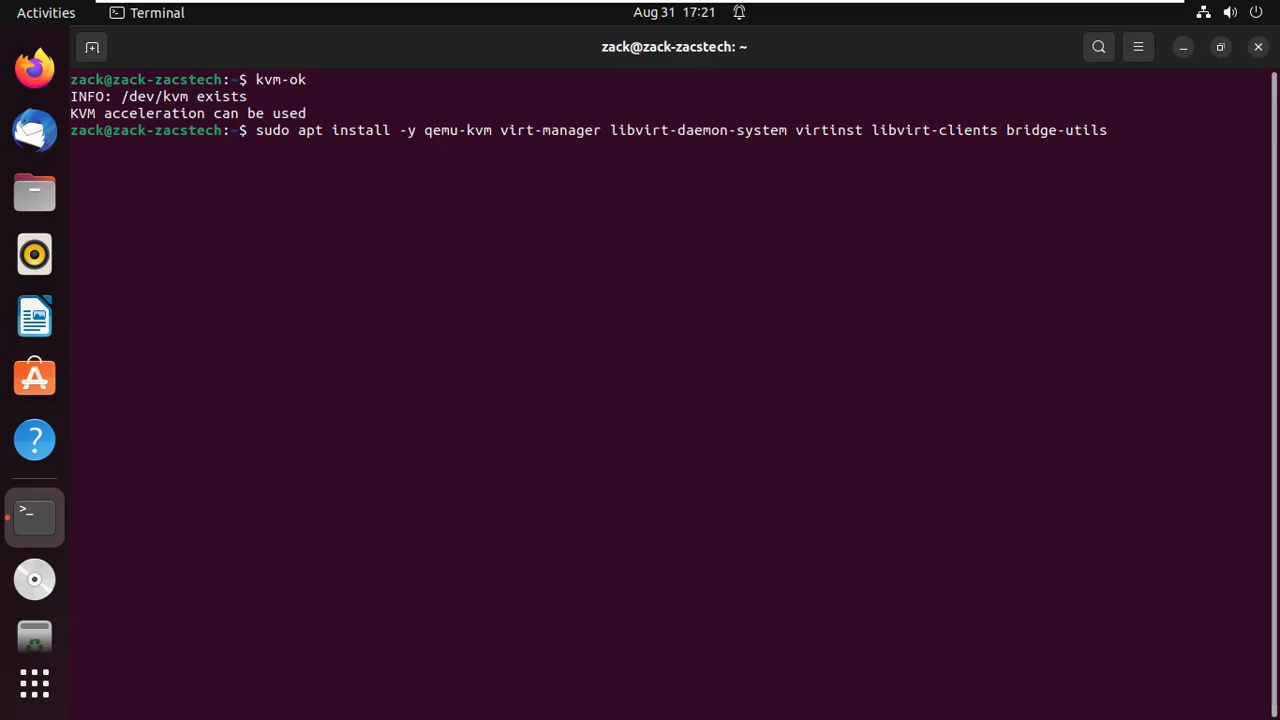 Activities
Terminal
Aug 31 17:21
zack@zack-zacstech: ~
zack@zack-zacstech:~$ kvm-ok
INFO: /dev/kvm exists
KVM acceleration can be used
zack@zack-zacstech:~$ sudo apt install -y qemu-kvm virt-manager libvirt-daemon-system virtinst libvirt-clients bridge-utils